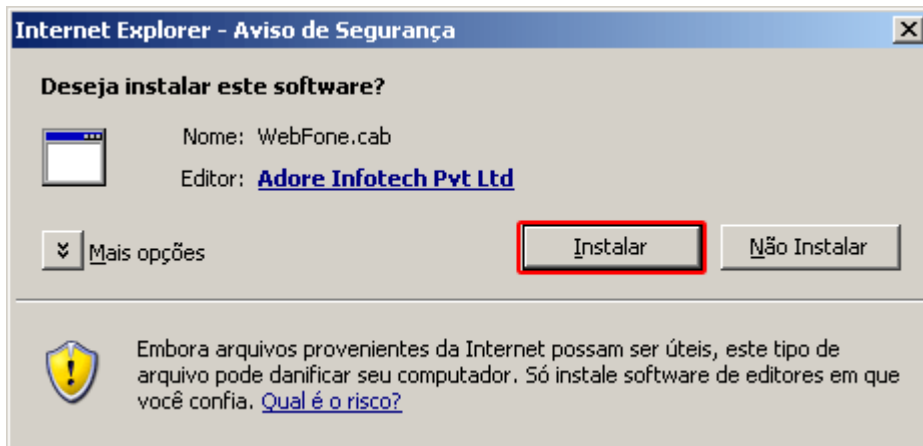 Internet Explorer - Aviso de Segurança
Deseja instalar este software?
Nome: WebFone.cab
Editor: Adore Infotech Pvt Ltd
Mais opções
Instalar
Não Instalar
Embora arquivos provenientes da Internet possam ser úteis, este tipo de
arquivo pode danificar seu computador. Só instale software de editores em que
você confia. Qual é o risco?